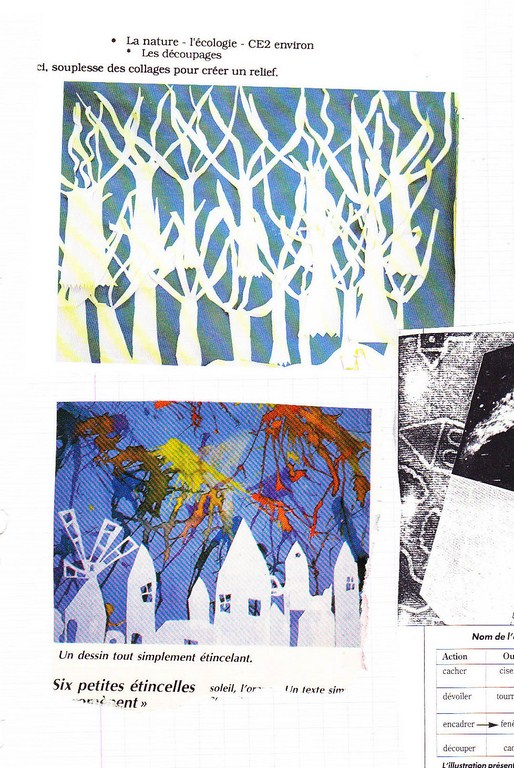 • La nature - l'écologie - CE2 environ
• Les découpages
ci, souplesse des collages pour créer un relief.
Un dessin tout simplement étincelant.
Six petites étincelles
soleil, l'or
Un texte sim
Nom de l'
Action Ou
cacher cise
dévoiler tourn
encadrer fenê
découper
L'illustration présent